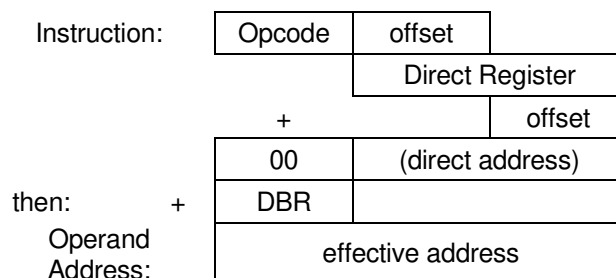 Instruction: Opcode offset
Direct Register
+ offset
00 (direct address)
then: + DBR
Operand
Address: effective address